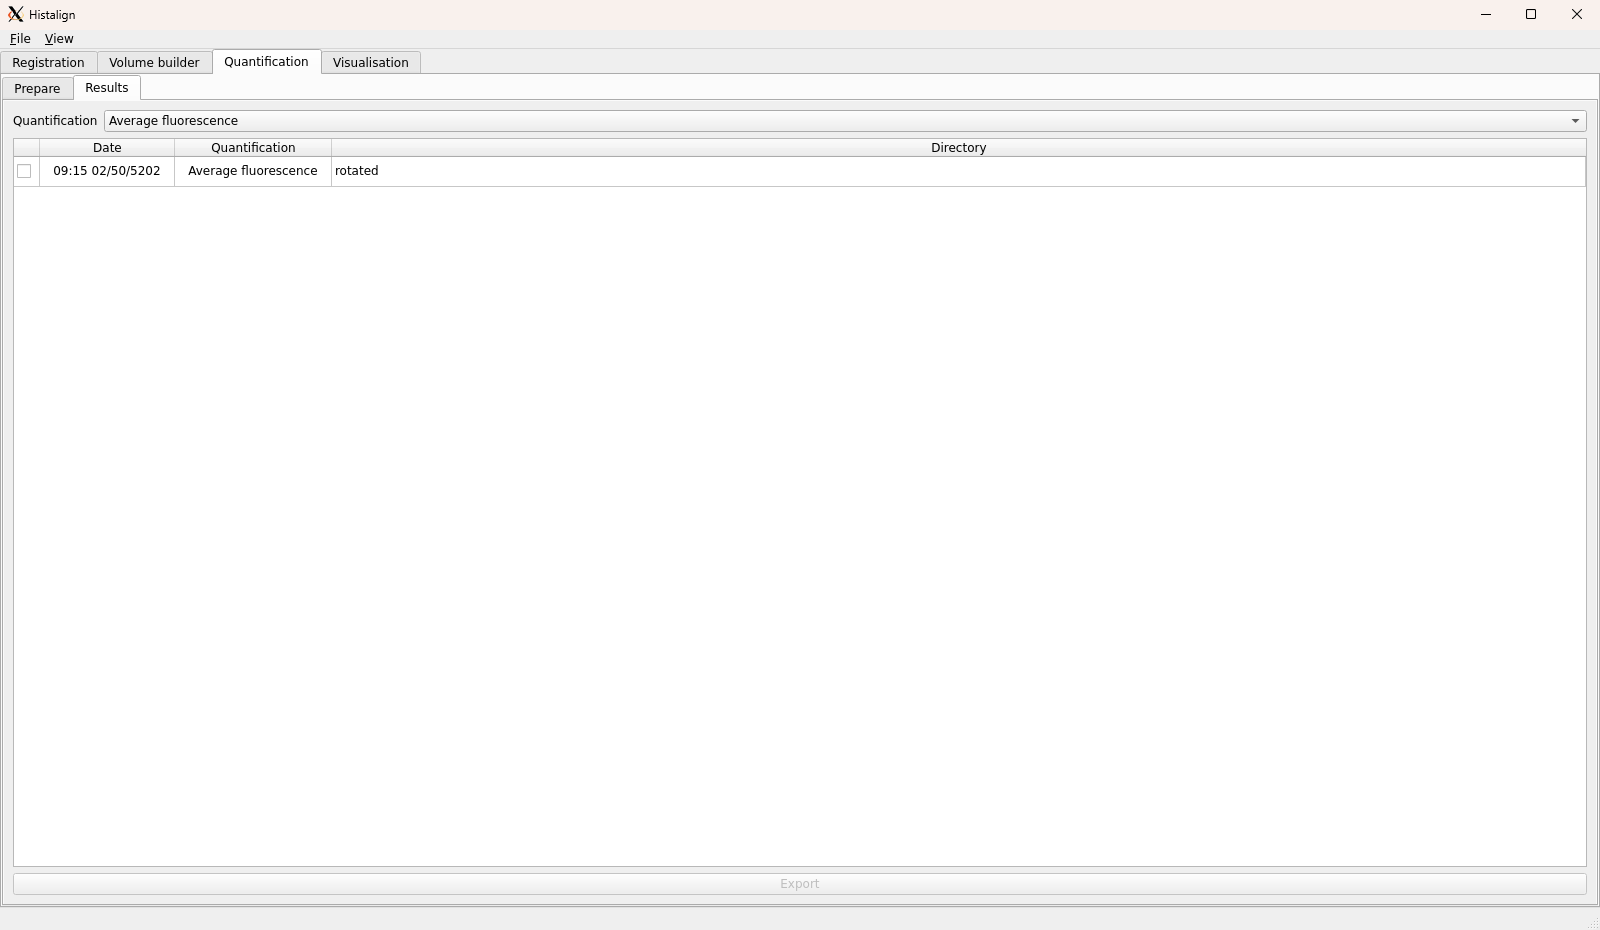 Histalign
File View
Registration Volume builder Quantification Visualisation
Prepare Results
Quantification Average fluorescence
Date Quantification Directory
09:15 02/50/5202 Average fluorescence rotated
Export